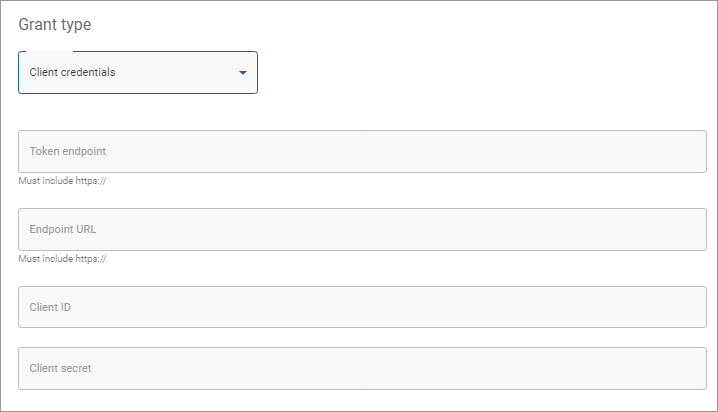 Grant type
Client credentials
Token endpoint
Must include https://
Endpoint URL
Must include https://
Client ID
Client secret